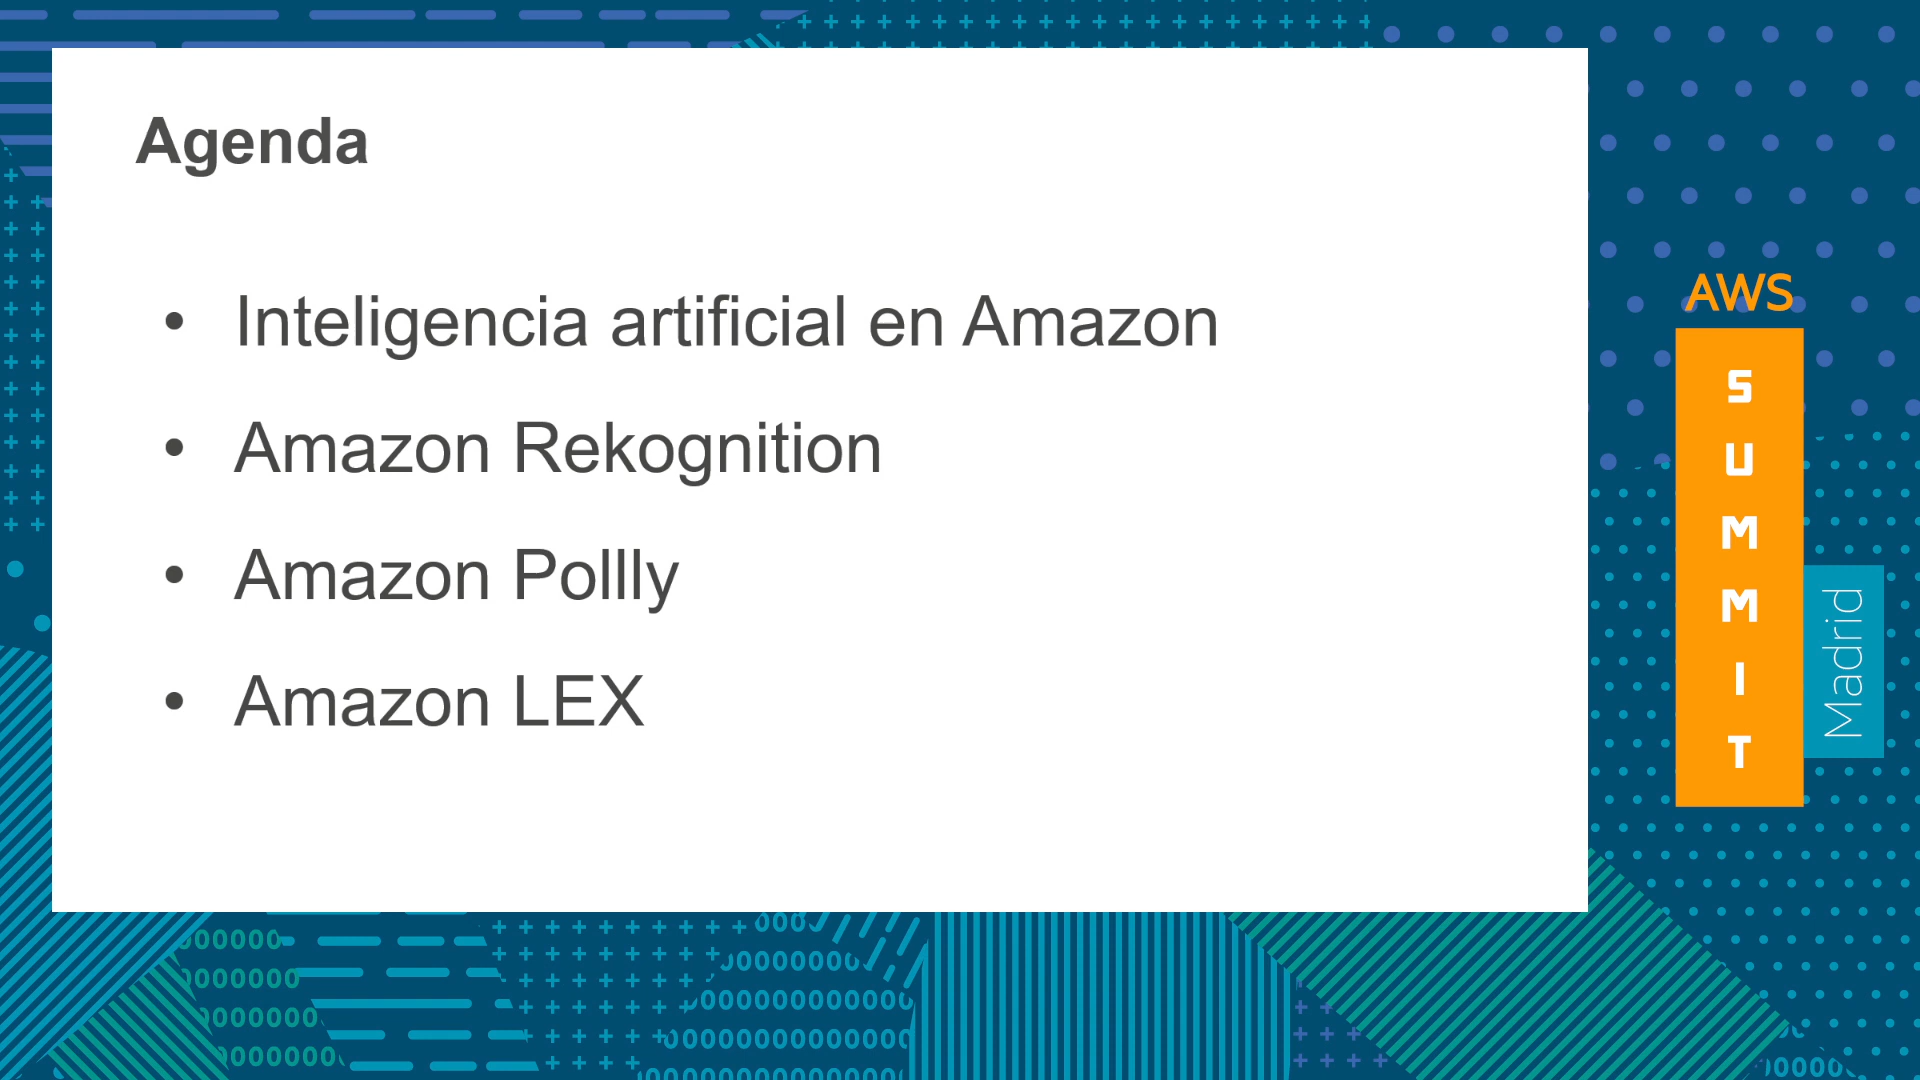 Agenda
• Inteligencia artificial en Amazon
• Amazon Rekognition
• Amazon Pollly
• Amazon LEX
AWS
SUMMIT
Madrid